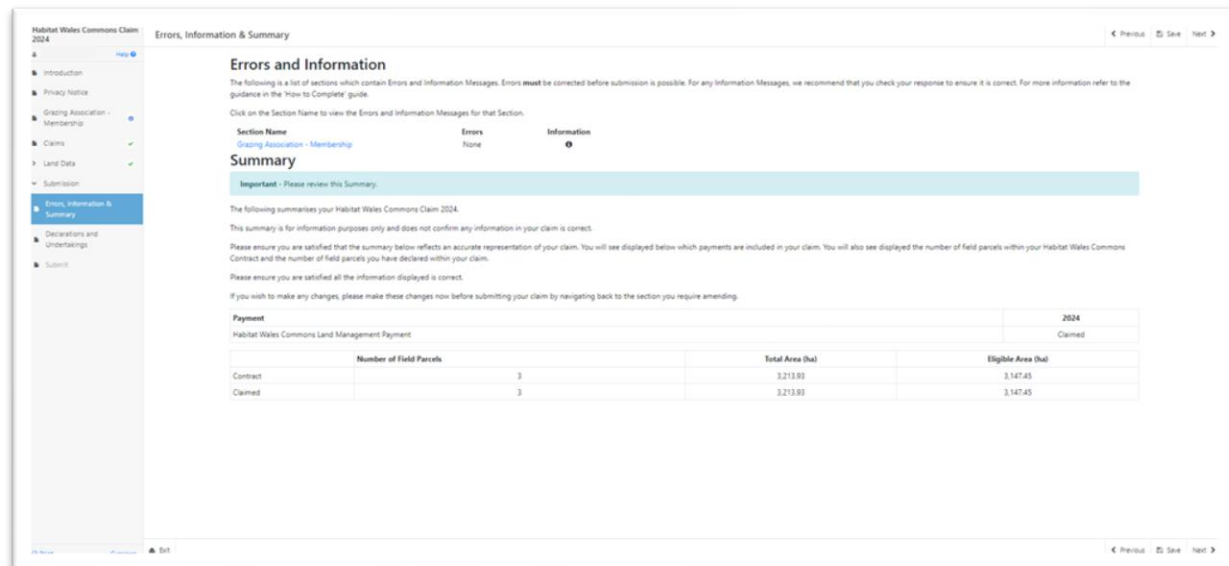 Habitat Wales Commons Claim
2024
Help
Introduction
Privacy Notice
Grazing Association -
Membership
Claims
Land Data
Submission
Errors, Information &
Summary
Declarations and
Undertakings
Submit
Errors, Information & Summary
Previous Save Next
Errors and Information
The following is a list of sections which contain Errors and Information Messages. Errors must be corrected before submission is possible. For any Information Messages, we recommend that you check your response to ensure it is correct. For more information refer to the
guidance in the 'How to Complete' guide.
Click on the Section Name to view the Errors and Information Messages for that Section.
Section Name Errors Information
Grazing Association - Membership None
Summary
Important - Please review this Summary.
The following summarises your Habitat Wales Commons Claim 2024.
This summary is for information purposes only and does not confirm any information in your claim is correct.
Please ensure you are satisfied that the summary below reflects an accurate representation of your claim. You will see displayed below which payments are included in your claim. You will also see displayed the number of field parcels within your Habitat Wales Commons
Contract and the number of field parcels you have declared within your claim.
Please ensure you are satisfied all the information displayed is correct.
If you wish to make any changes, please make these changes now before submitting your claim by navigating back to the section you require amending.
Payment 2024
Habitat Wales Commons Land Management Payment Claimed
Number of Field Parcels Total Area (ha) Eligible Area (ha)
Contract 3 3,213.93 3,147.45
Claimed 3 3,213.93 3,147.45
Exit
Previous Save Next